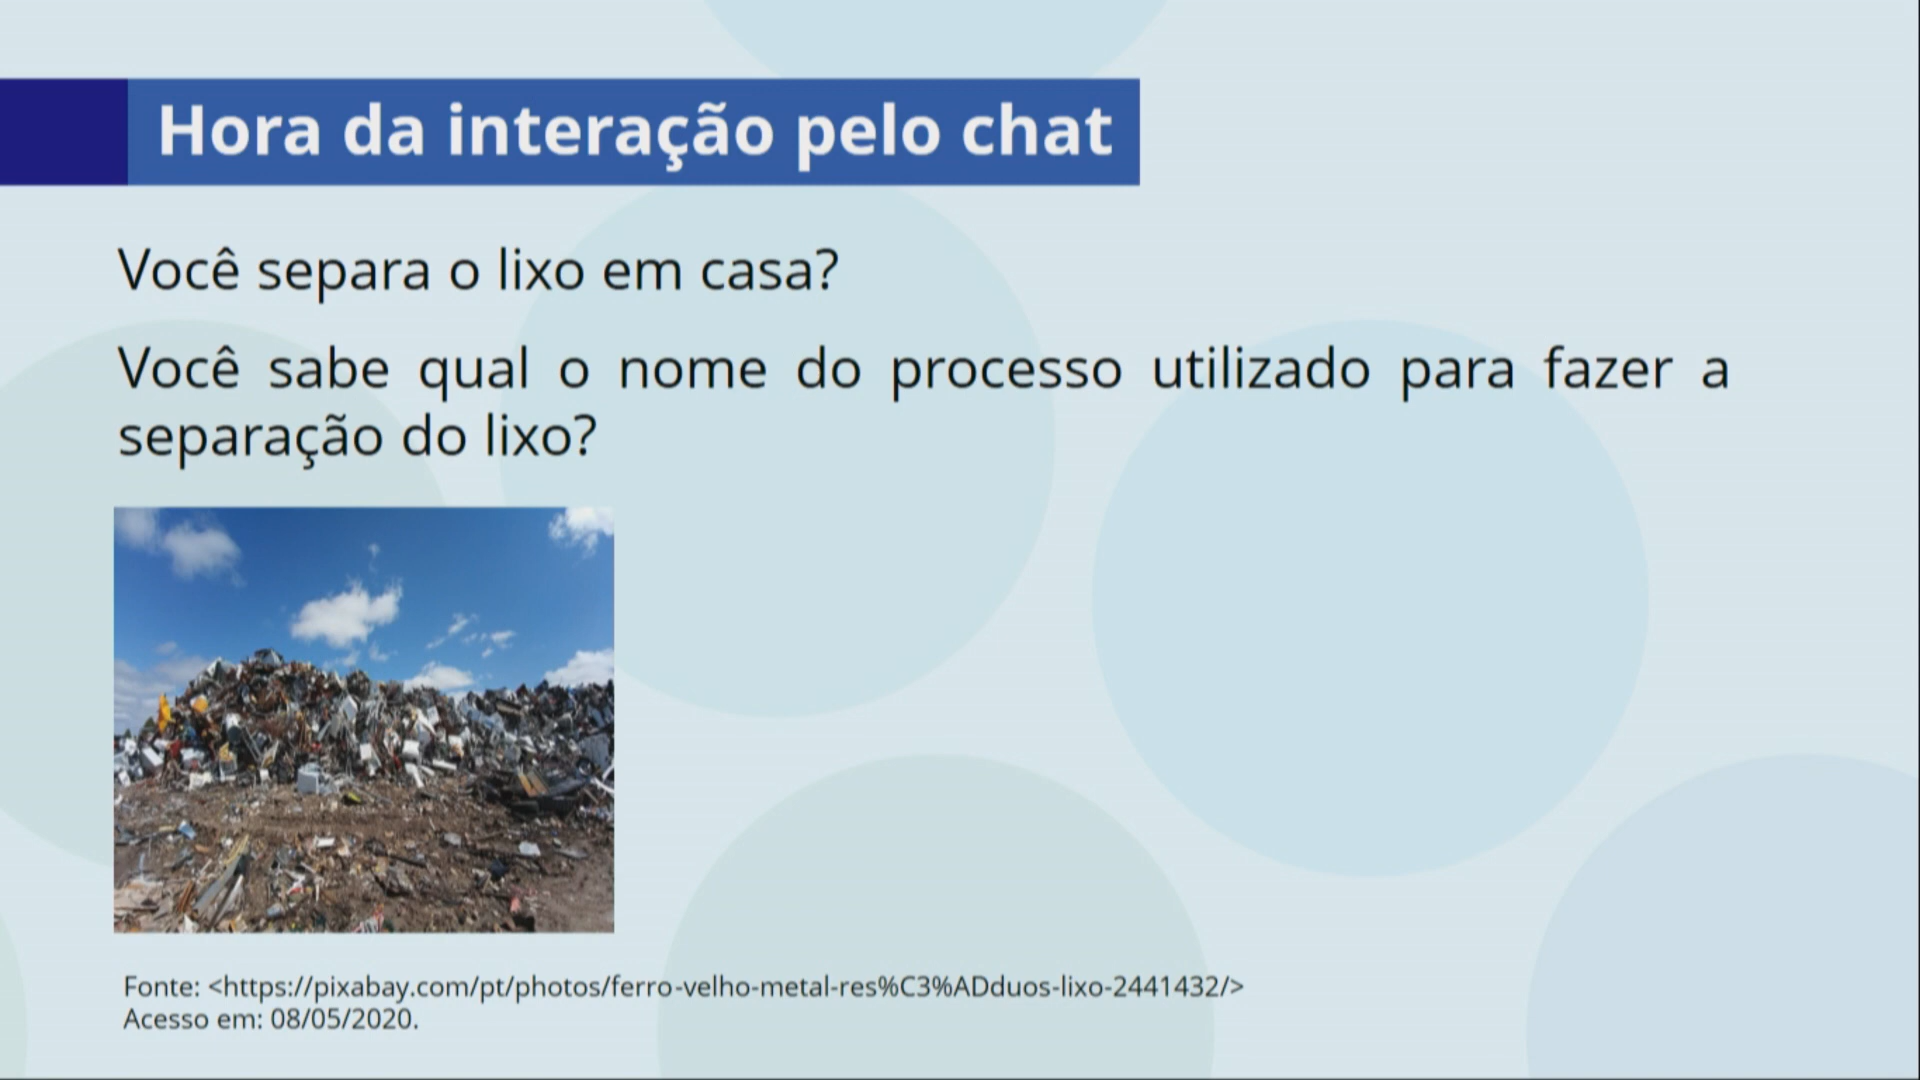 Hora da interação pelo chat
Você separa o lixo em casa?
Você sabe qual o nome do processo utilizado para fazer a
separação do lixo?
Fonte: <https://pixabay.com/pt/photos/ferro-velho-metal-res%C3%ADduos-lixo-2441432/>
Acesso em: 08/05/2020.